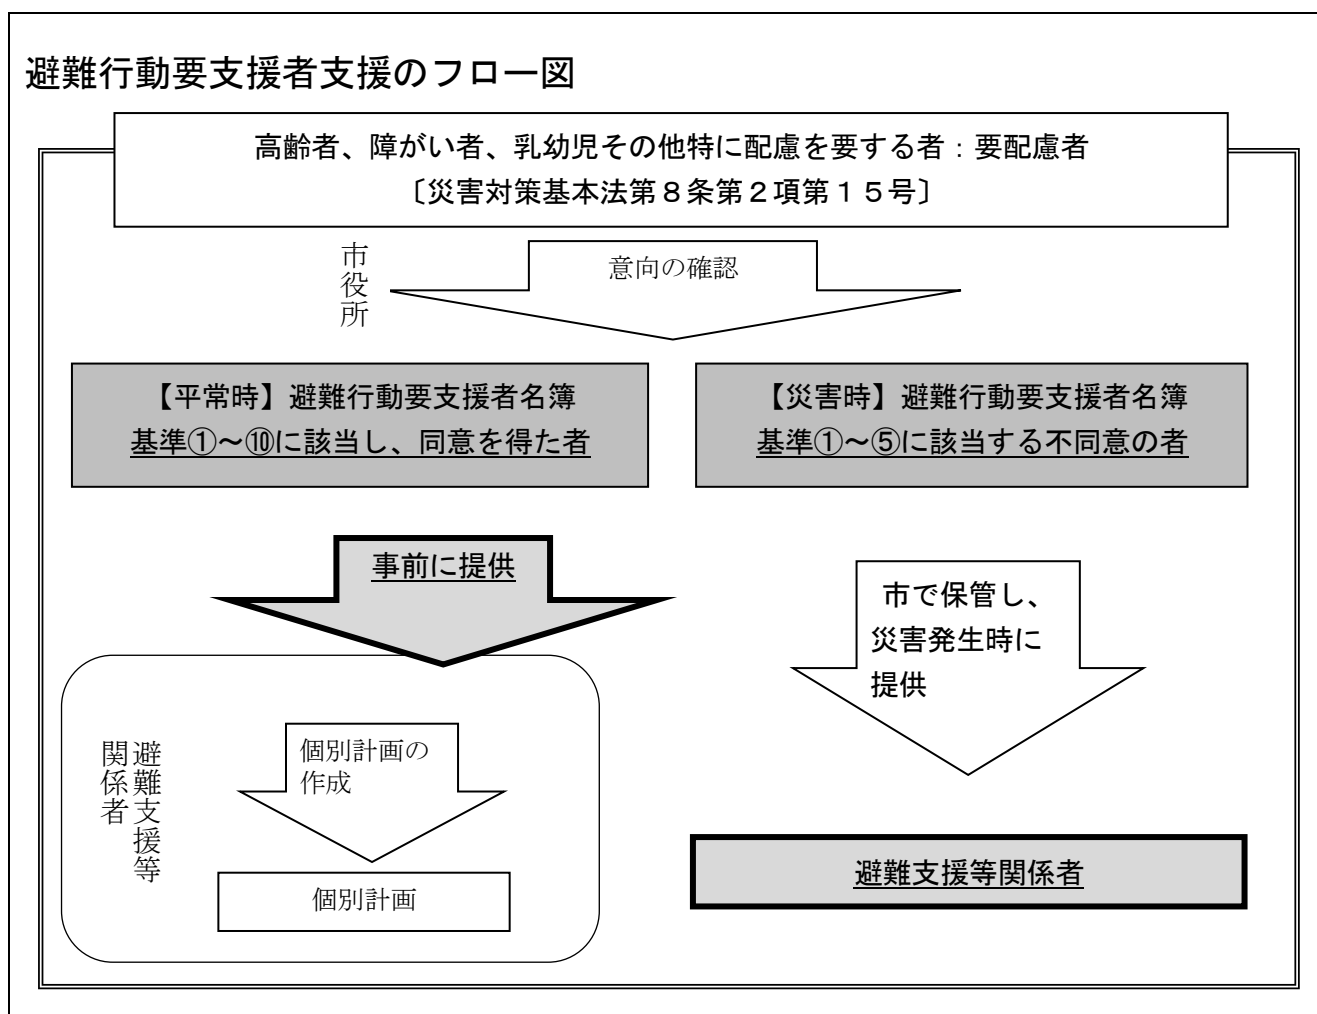 避難行動要支援者支援のフロー図
高齢者、障がい者、乳幼児その他特に配慮を要する者：要配慮者
〔災害対策基本法第８条第２項第１５号〕
市役所
意向の確認
【平常時】避難行動要支援者名簿
基準①～⑩に該当し、同意を得た者
【災害時】避難行動要支援者名簿
基準①～⑤に該当する不同意の者
事前に提供
市で保管し、
災害発生時に
提供
避難支援等
関係者
個別計画の
作成
個別計画
避難支援等関係者